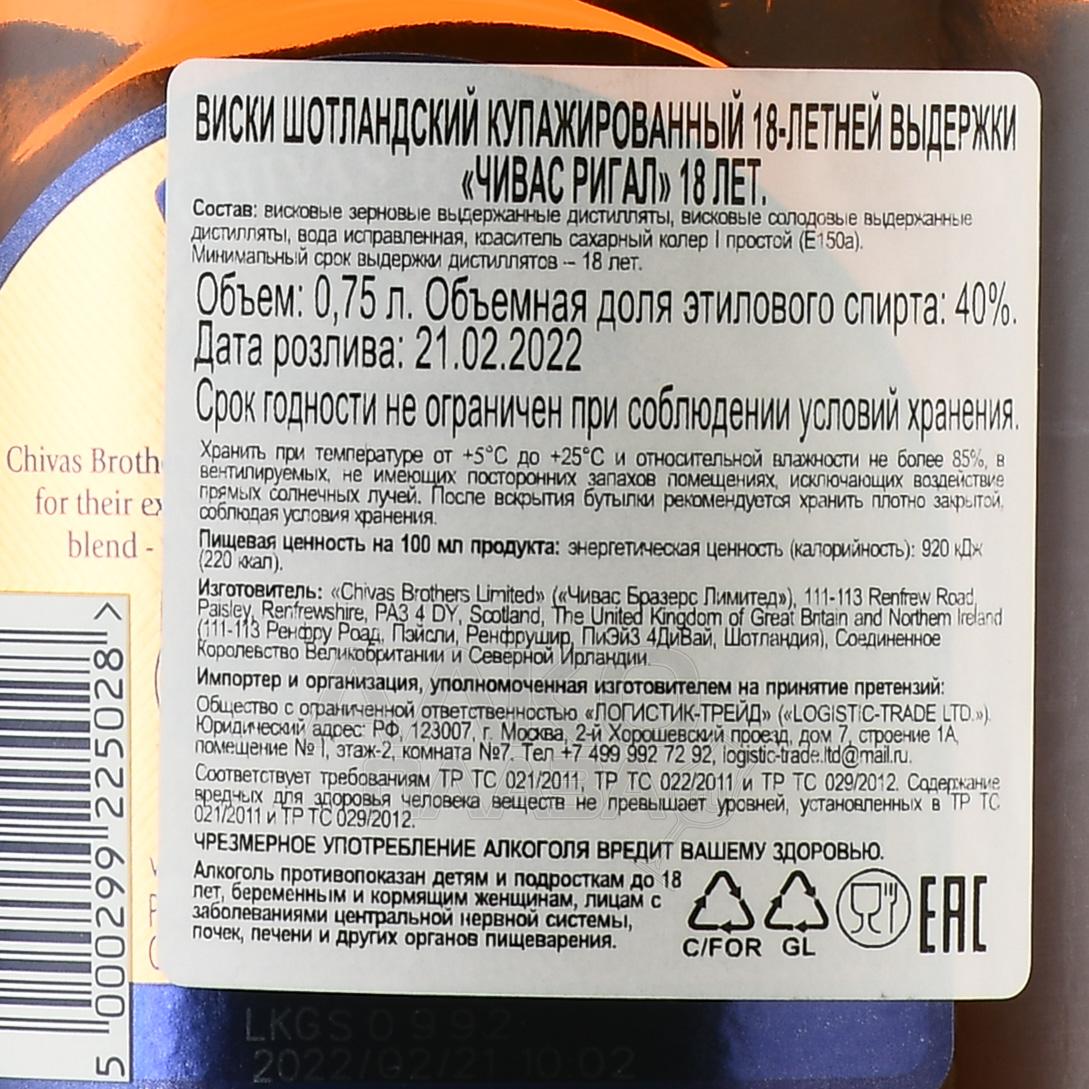 ВИСКИ ШОТЛАНДСКИЙ КУПАЖИРОВАННЫЙ 18-ЛЕТНЕЙ ВЫДЕРЖКИ
«ЧИВАС РИГАЛ» 18 ЛЕТ.
Состав: висковые зерновые выдержанные дистилляты, висковые солодовые выдержанные
дистилляты, вода исправленная, краситель сахарный колер I простой (Е150а).
Минимальный срок выдержки дистиллятов – 18 лет.
Объем: 0,75 л. Объемная доля этилового спирта: 40%.
Дата розлива: 21.02.2022
Срок годности не ограничен при соблюдении условий хранения.
Хранить при температуре от +5°С до +25°С и относительной влажности не более 85%, в
вентилируемых, не имеющих посторонних запахов помещениях, исключающих воздействие
прямых солнечных лучей. После вскрытия бутылки рекомендуется хранить плотно закрытой,
соблюдая условия хранения.
Пищевая ценность на 100 мл продукта: энергетическая ценность (калорийность): 920 кДж
(220 ккал).
Изготовитель: «Chivas Brothers Limited» («Чивас Бразерс Лимитед»), 111-113 Renfrew Road,
Paisley, Renfrewshire, PA3 4 DY, Scotland, The United Kingdom of Great Britain and Northern Ireland
(111-113 Ренфру Роад, Пэйсли, Ренфрушир, ПиЭй3 4ДиВай, Шотландия), Соединенное
Королевство Великобритании и Северной Ирландии.
Импортер и организация, уполномоченная изготовителем на принятие претензий:
Общество с ограниченной ответственностью «ЛОГИСТИК-ТРЕЙД» («LOGISTIC-TRADE LTD.»).
Юридический адрес: РФ, 123007, г. Москва, 2-й Хорошевский проезд, дом 7, строение 1А,
помещение № I, этаж-2, комната №7. Тел +7 499 992 72 92, logistic-trade.ltd@mail.ru.
Соответствует требованиям ТР ТС 021/2011, ТР ТС 022/2011 и ТР ТС 029/2012. Содержание
вредных для здоровья человека веществ не превышает уровней, установленных в ТР ТС
021/2011 и ТР ТС 029/2012.
ЧРЕЗМЕРНОЕ УПОТРЕБЛЕНИЕ АЛКОГОЛЯ ВРЕДИТ ВАШЕМУ ЗДОРОВЬЮ.
Алкоголь противопоказан детям и подросткам до 18
лет, беременным и кормящим женщинам, лицам с
заболеваниями центральной нервной системы,
почек, печени и других органов пищеварения.
C/FOR GL
EAC
Chivas Broth
for their ex
blend -
5 000299 225028 >
LKGS 0992
2022/02/21 10 02